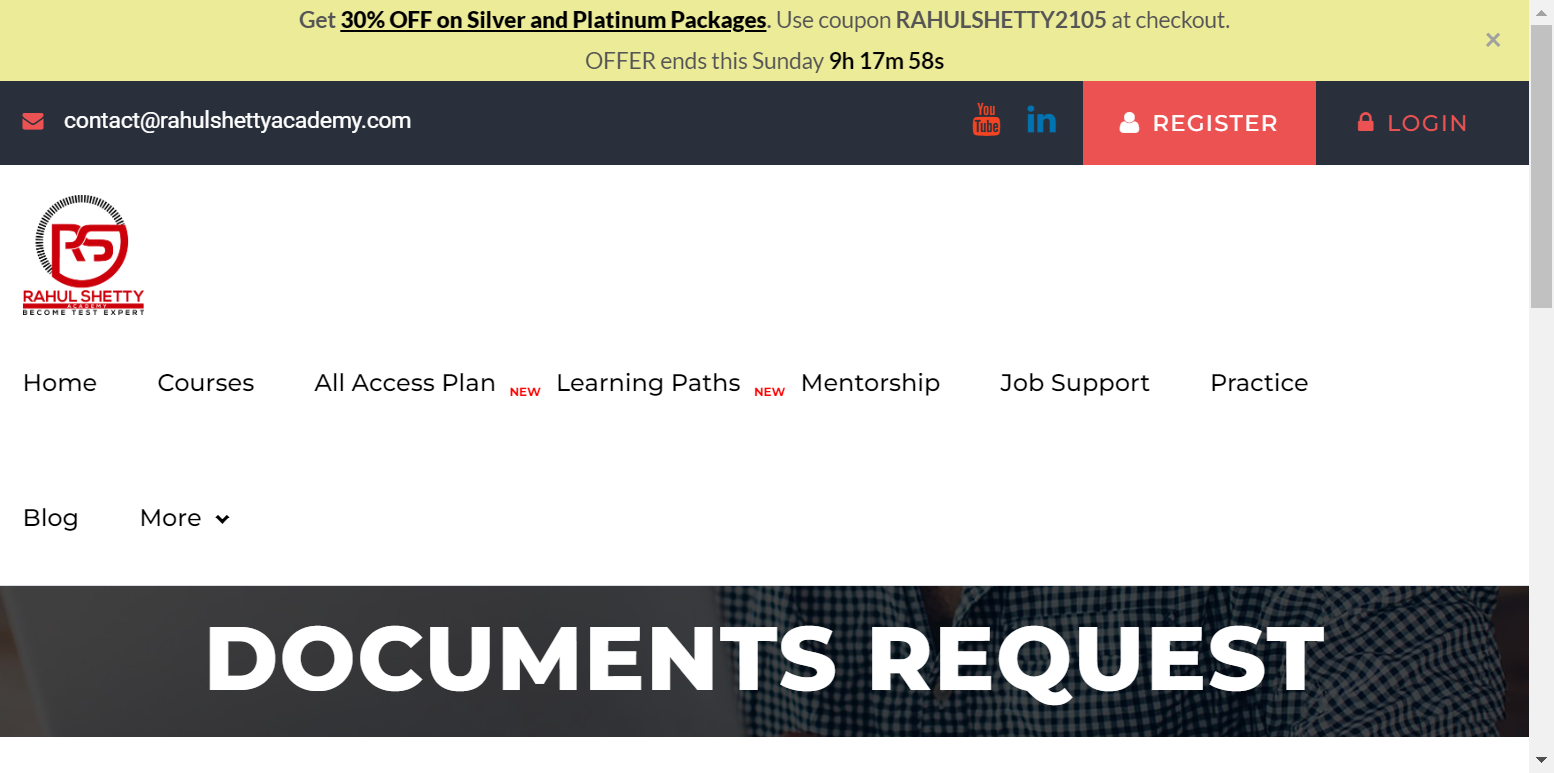 Get 30% OFF on Silver and Platinum Packages. Use coupon RAHULSHETTY2105 at checkout.
OFFER ends this Sunday 9h 17m 58s
×
contact@rahulshettyacademy.com
You
Tube
in
REGISTER
LOGIN
RS
RAHUL SHETTY
ACADEMY
BECOME TEST EXPERT
Home Courses All Access Plan NEW Learning Paths NEW Mentorship Job Support Practice
Blog More
DOCUMENTS REQUEST